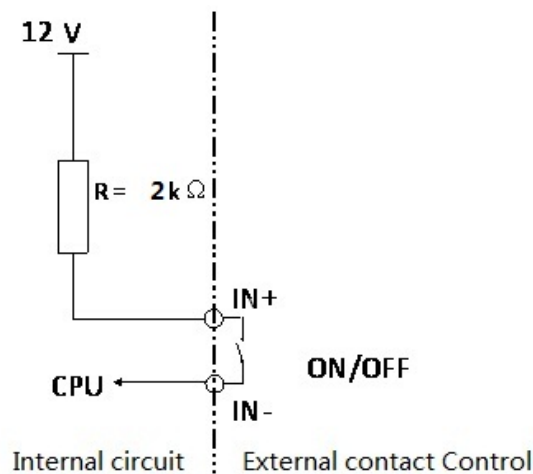 12 V
R= 2k Ω
IN+
ON/OFF
CPU
IN-
Internal circuit
External contact Control